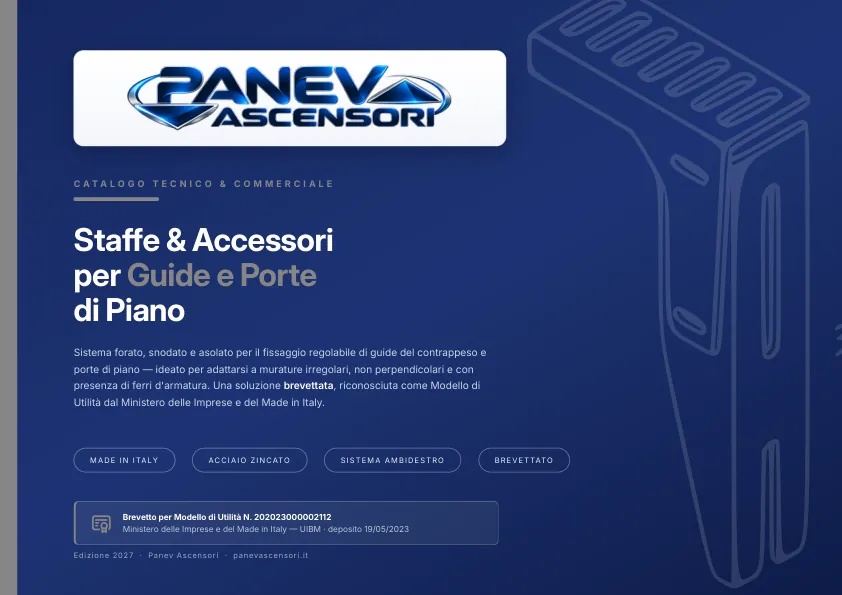 PANEV
ASCENSORI
CATALOGO TECNICO & COMMERCIALE
Staffe & Accessori
per Guide e Porte
di Piano
Sistema forato, snodato e asolato per il fissaggio regolabile di guide del contrappeso e
porte di piano — ideato per adattarsi a murature irregolari, non perpendicolari e con
presenza di ferri d'armatura. Una soluzione brevettata, riconosciuta come Modello di
Utilità dal Ministero delle Imprese e del Made in Italy.
MADE IN ITALY
ACCIAIO ZINCATO
SISTEMA AMBIDESTRO
BREVETTATO
Brevetto per Modello di Utilità N. 202023000002112
Ministero delle Imprese e del Made in Italy — UIBM · deposito 19/05/2023
Edizione 2027 · Panev Ascensori · panevascensori.it